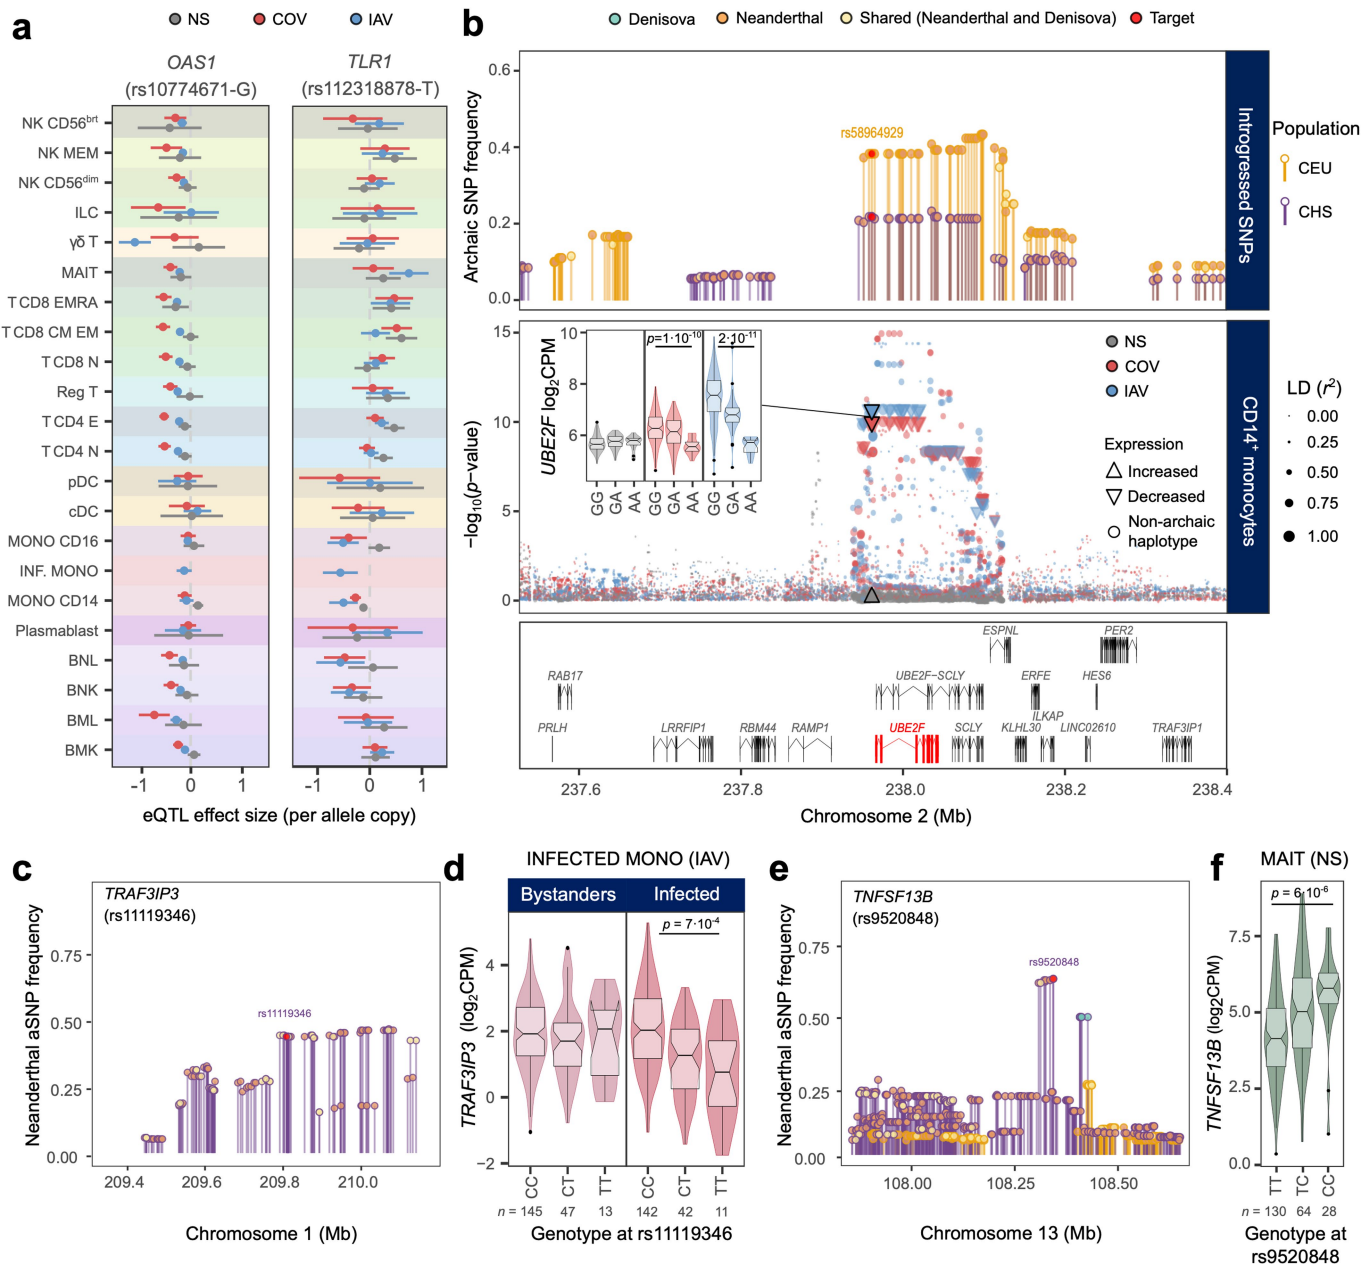 a
NS
COV
IAV
OAS1
(rs10774671-G)
TLR1
(rs112318878-T)
NK CD56brt
NK MEM
NK CD56dim
ILC
γδ T
MAIT
T CD8 EMRA
T CD8 CM EM
T CD8 N
Reg T
T CD4 E
T CD4 N
pDC
cDC
MONO CD16
INF. MONO
MONO CD14
Plasmablast
BNL
BNK
BML
BMK
−1 0 1
−1 0 1
eQTL effect size (per allele copy)
b
Denisova
Neanderthal
Shared (Neanderthal and Denisova)
Target
Archaic SNP frequency
0.6
0.4
0.2
0.0
rs58964929
Introgressed SNPs
Population
CEU
CHS
−log10(p−value)
15
10
5
0
UBE2F log2CPM
10
8
6
p=1·10-10
2·10-11
GG GA AA GG GA AA GG GA AA
NS
COV
IAV
Expression
Increased
Decreased
Non-archaic
haplotype
CD14+ monocytes
LD (r2)
0.00
0.25
0.50
0.75
1.00
ESPNL
PER2
RAB17
UBE2F−SCLY
ERFE
HES6
ILKAP
PRLH
LRRFIP1
RBM44
RAMP1
UBE2F
SCLY
KLHL30
LINC02610
TRAF3IP1
237.6 237.8 238.0 238.2 238.4
Chromosome 2 (Mb)
c
TRAF3IP3
(rs11119346)
Neanderthal aSNP frequency
0.75
0.50
0.25
0.00
rs11119346
209.4 209.6 209.8 210.0
Chromosome 1 (Mb)
d
INFECTED MONO (IAV)
Bystanders
Infected
p = 7·10-4
TRAF3IP3 (log2CPM)
4
2
0
−2
CC CT TT CC CT TT
n = 145 47 13 142 42 11
Genotype at rs11119346
e
TNFSF13B
(rs9520848)
Neanderthal aSNP frequency
0.75
0.50
0.25
0.00
rs9520848
108.00 108.25 108.50
Chromosome 13 (Mb)
f
MAIT (NS)
p = 6·10-6
TNFSF13B (log2CPM)
7.5
5.0
2.5
0.0
TT TC CC
n = 130 64 28
Genotype at
rs9520848